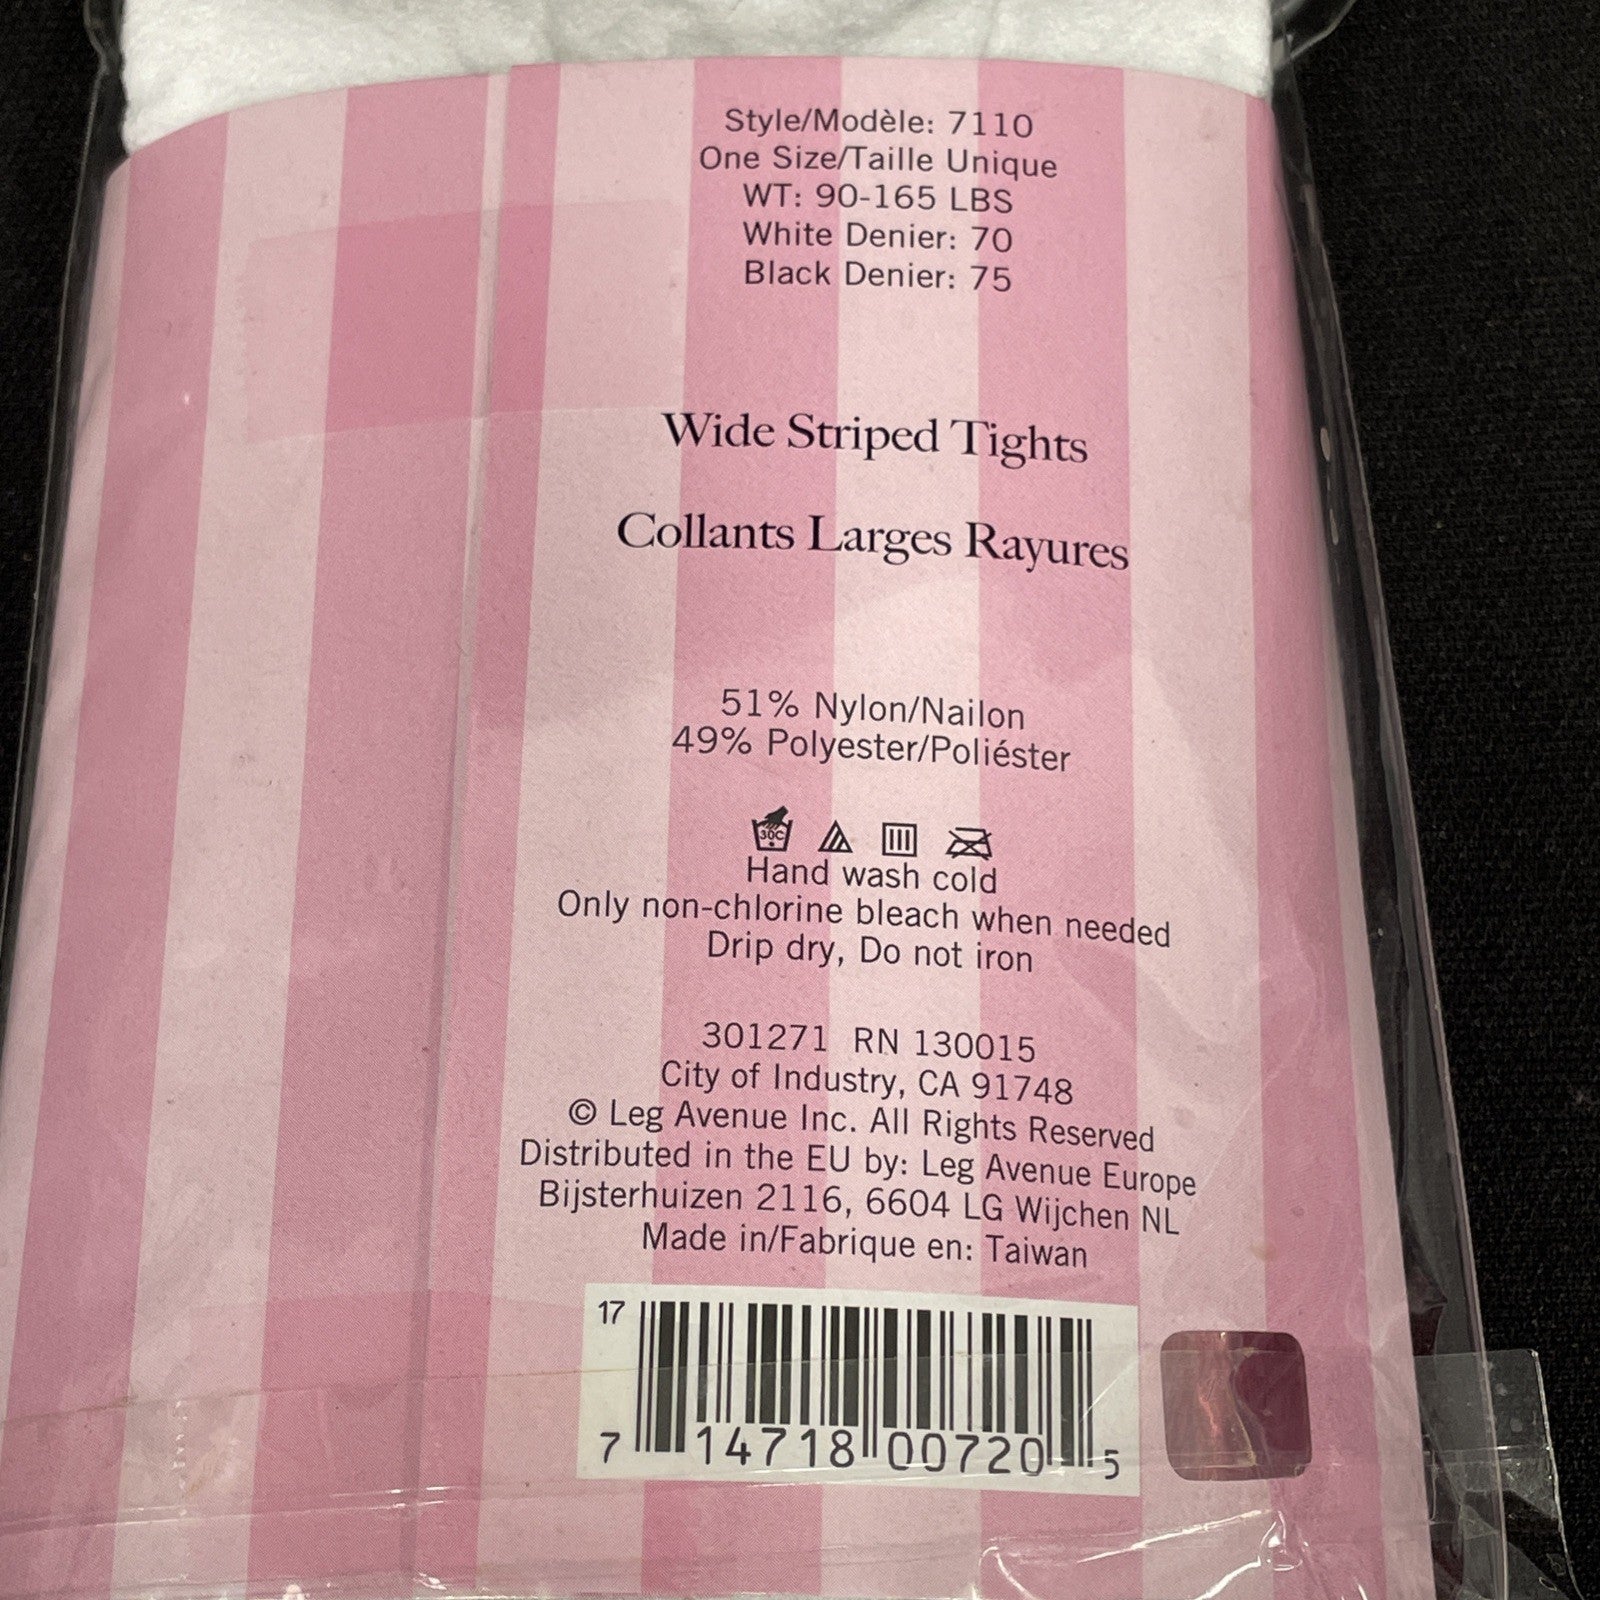 Style/Modèle: 7110
One Size/Taille Unique
WT: 90-165 LBS
White Denier: 70
Black Denier: 75
Wide Striped Tights
Collants Larges Rayures
51% Nylon/Nailon
49% Polyester/Poliéster
30C
Hand wash cold
Only non-chlorine bleach when needed
Drip dry, Do not iron
301271 RN 130015
City of Industry, CA 91748
© Leg Avenue Inc. All Rights Reserved
Distributed in the EU by: Leg Avenue Europe
Bijsterhuizen 2116, 6604 LG Wijchen NL
Made in/Fabrique en: Taiwan
17
7 14718 00720 5